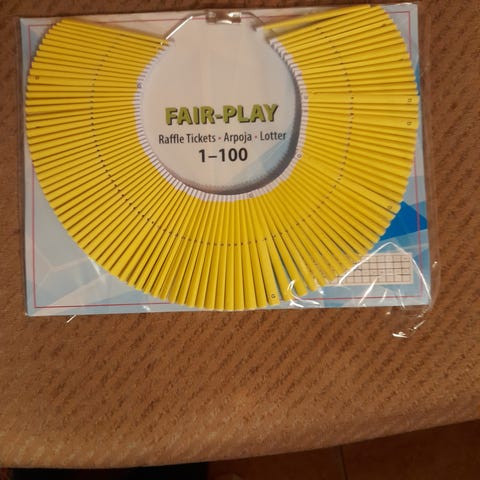 FAIR-PLAY
Raffle Tickets - Arpoja - Lotter
1–100